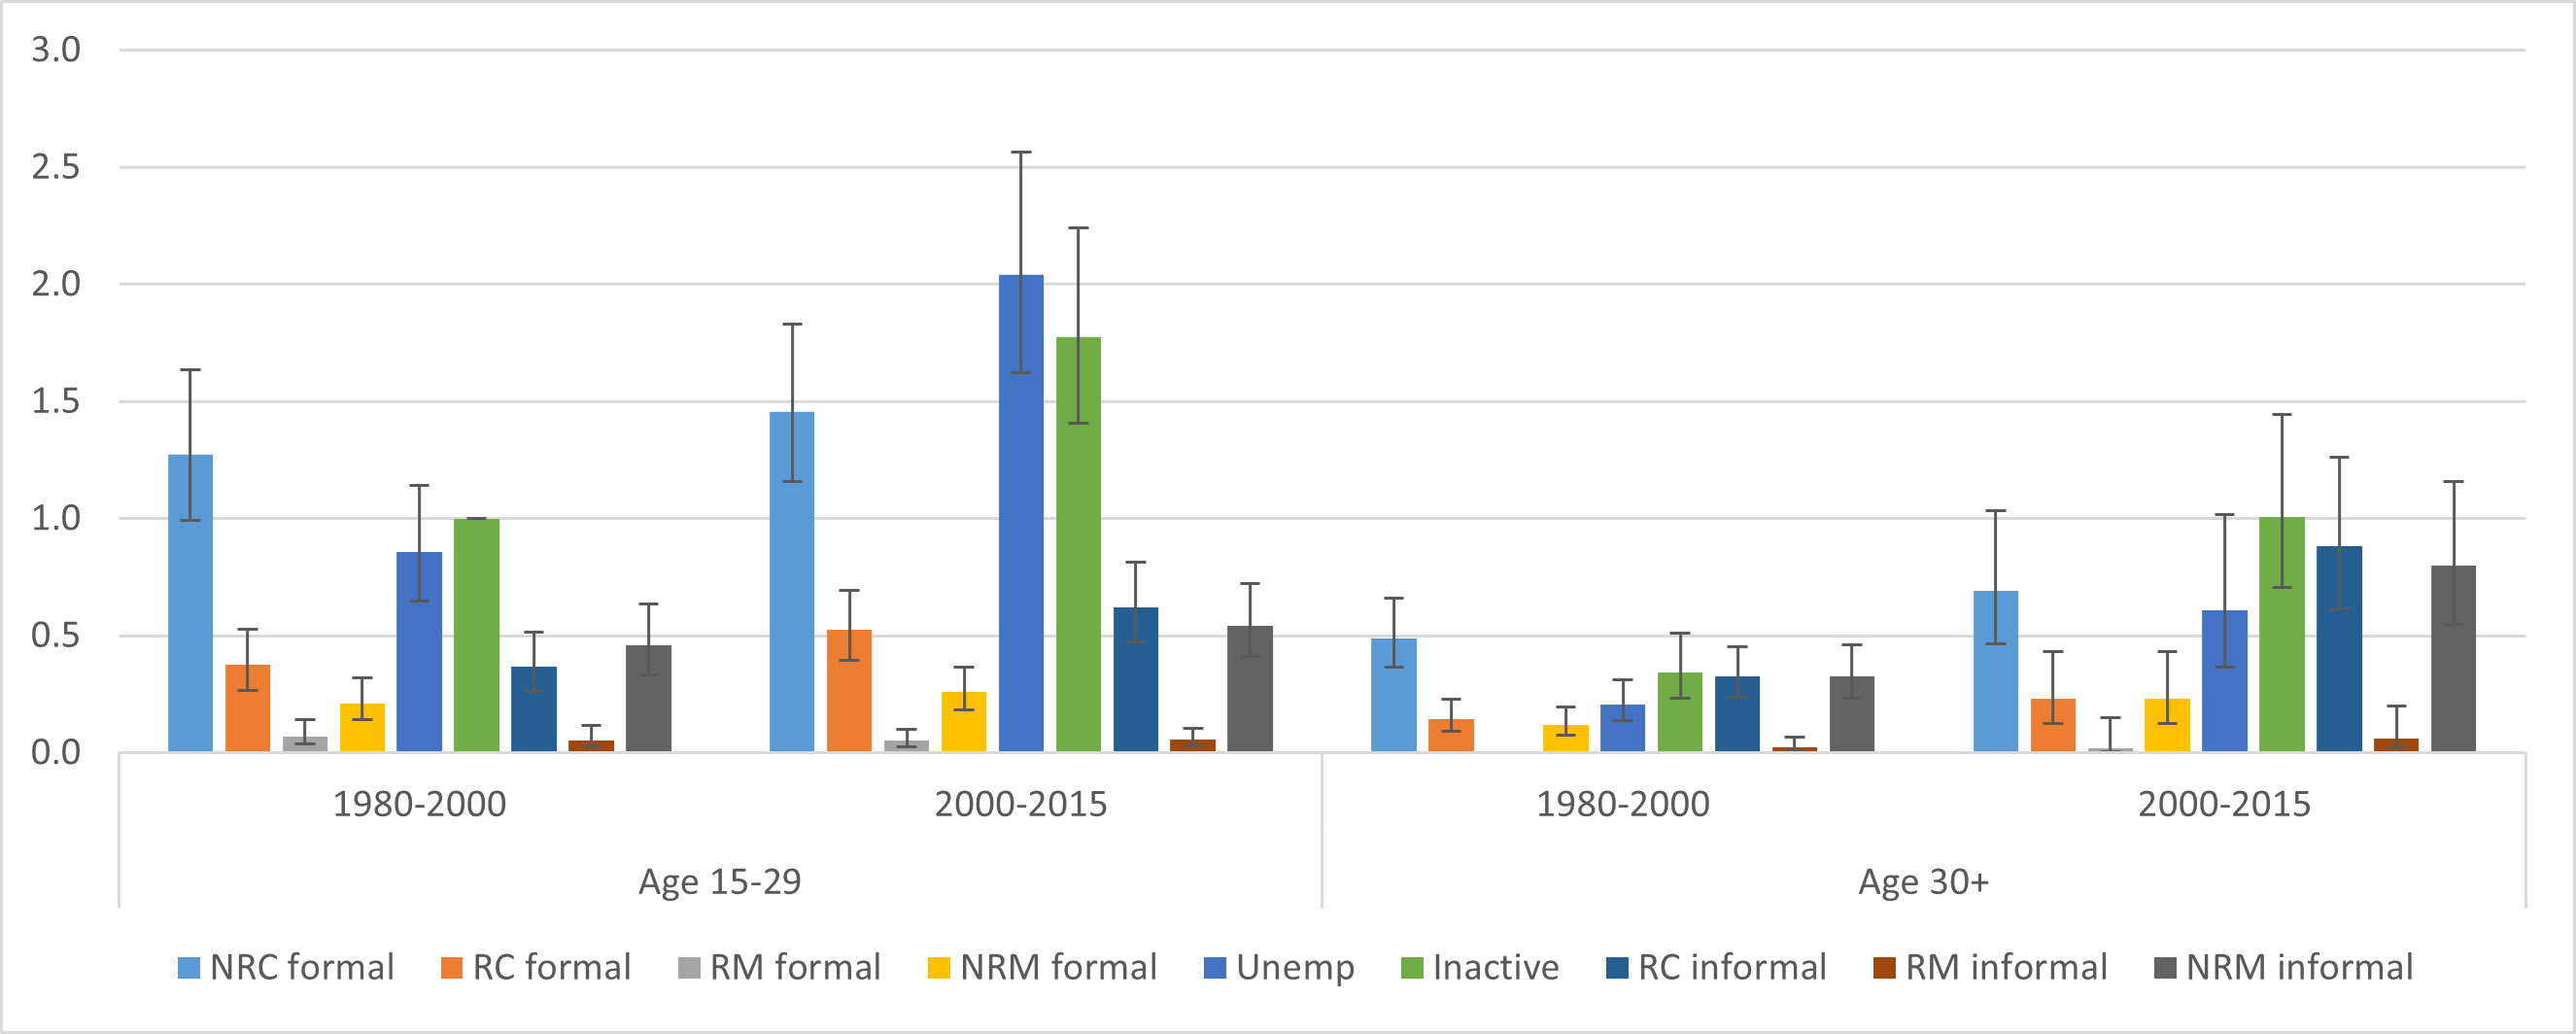 3.0
2.5
2.0
1.5
1.0
0.5
0.0
1980-2000 2000-2015 1980-2000 2000-2015
Age 15-29 Age 30+
NRC formal RC formal RM formal NRM formal Unemp Inactive RC informal RM informal NRM informal